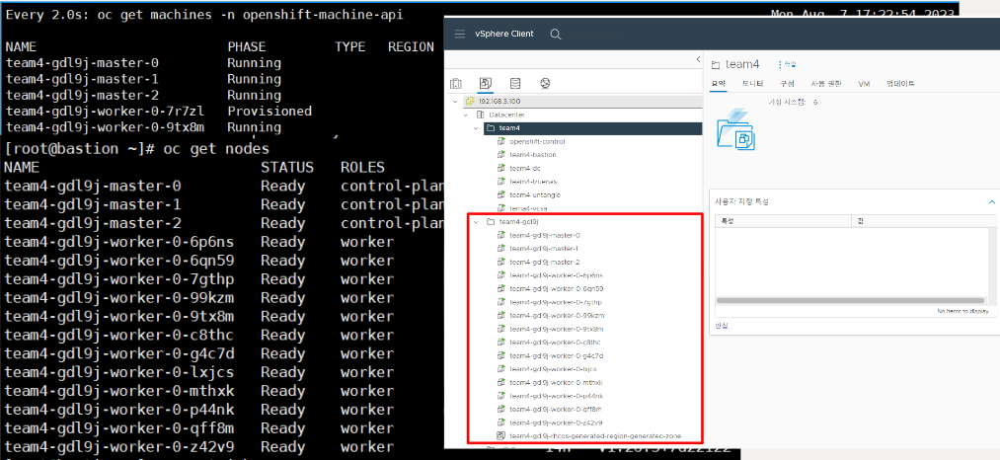 Every 2.0s: oc get machines -n openshift-machine-api
Mon Aug 7 17:22:54 2023
NAME PHASE TYPE REGION
team4-gdl9j-master-0 Running
team4-gdl9j-master-1 Running
team4-gdl9j-master-2 Running
team4-gdl9j-worker-0-7r7zl Provisioned
team4-gdl9j-worker-0-9tx8m Running
[root@bastion ~]# oc get nodes
NAME STATUS ROLES
team4-gdl9j-master-0 Ready control-plan
team4-gdl9j-master-1 Ready control-plan
team4-gdl9j-master-2 Ready control-plan
team4-gdl9j-worker-0-6p6ns Ready worker
team4-gdl9j-worker-0-6qn59 Ready worker
team4-gdl9j-worker-0-7gthp Ready worker
team4-gdl9j-worker-0-99kzm Ready worker
team4-gdl9j-worker-0-9tx8m Ready worker
team4-gdl9j-worker-0-c8thc Ready worker
team4-gdl9j-worker-0-g4c7d Ready worker
team4-gdl9j-worker-0-lxjcs Ready worker
team4-gdl9j-worker-0-mthxk Ready worker
team4-gdl9j-worker-0-p44nk Ready worker
team4-gdl9j-worker-0-qff8m Ready worker
team4-gdl9j-worker-0-z42v9 Ready worker
vSphere Client
192.168.3.100
Datacenter
team4
openshift-control
team4-bastion
team4-dc
team4-truenas
team4-untangle
tema4-vcsa
team4-gdl9j
team4-gdl9j-master-0
team4-gdl9j-master-1
team4-gdl9j-master-2
team4-gdl9j-worker-0-6p6ns
team4-gdl9j-worker-0-6qn59
team4-gdl9j-worker-0-7gthp
team4-gdl9j-worker-0-99kzm
team4-gdl9j-worker-0-9tx8m
team4-gdl9j-worker-0-c8thc
team4-gdl9j-worker-0-g4c7d
team4-gdl9j-worker-0-lxjcs
team4-gdl9j-worker-0-mthxk
team4-gdl9j-worker-0-p44nk
team4-gdl9j-worker-0-qff8m
team4-gdl9j-worker-0-z42v9
team4-gdl9j-rhcos-generated-region-generated-zone
team4 작업
요약 모니터 구성 사용 권한 VM 업데이트
가상 시스템: 6
사용자 지정 특성
특성 값
No items to display
편집